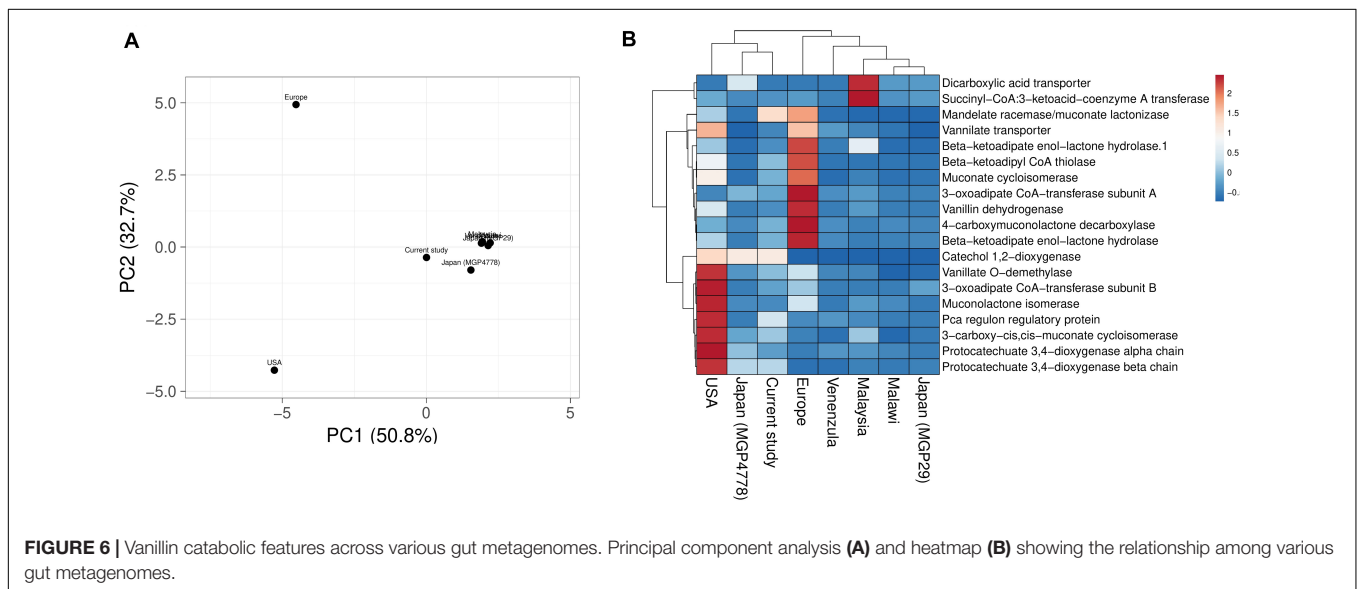 A
5.0
2.5
0.0
−2.5
−5.0
PC2 (32.7%)
Europe
Current study
Japan (MGP4778)
USA
−5
0
5
PC1 (50.8%)
B
Dicarboxylic acid transporter
Succinyl−CoA:3−ketoacid−coenzyme A transferase
Mandelate racemase/muconate lactonizase
Vannilate transporter
Beta−ketoadipate enol−lactone hydrolase.1
Beta−ketoadipyl CoA thiolase
Muconate cycloisomerase
3−oxoadipate CoA−transferase subunit A
Vanillin dehydrogenase
4−carboxymuconolactone decarboxylase
Beta−ketoadipate enol−lactone hydrolase
Catechol 1,2−dioxygenase
Vanillate O−demethylase
3−oxoadipate CoA−transferase subunit B
Muconolactone isomerase
Pca regulon regulatory protein
3−carboxy−cis,cis−muconate cycloisomerase
Protocatechuate 3,4−dioxygenase alpha chain
Protocatechuate 3,4−dioxygenase beta chain
USA
Japan (MGP4778)
Current study
Europe
Venenzula
Malaysia
Malawi
Japan (MGP29)
2
1.5
1
0.5
0
−0.
FIGURE 6 | Vanillin catabolic features across various gut metagenomes. Principal component analysis (A) and heatmap (B) showing the relationship among various
gut metagenomes.